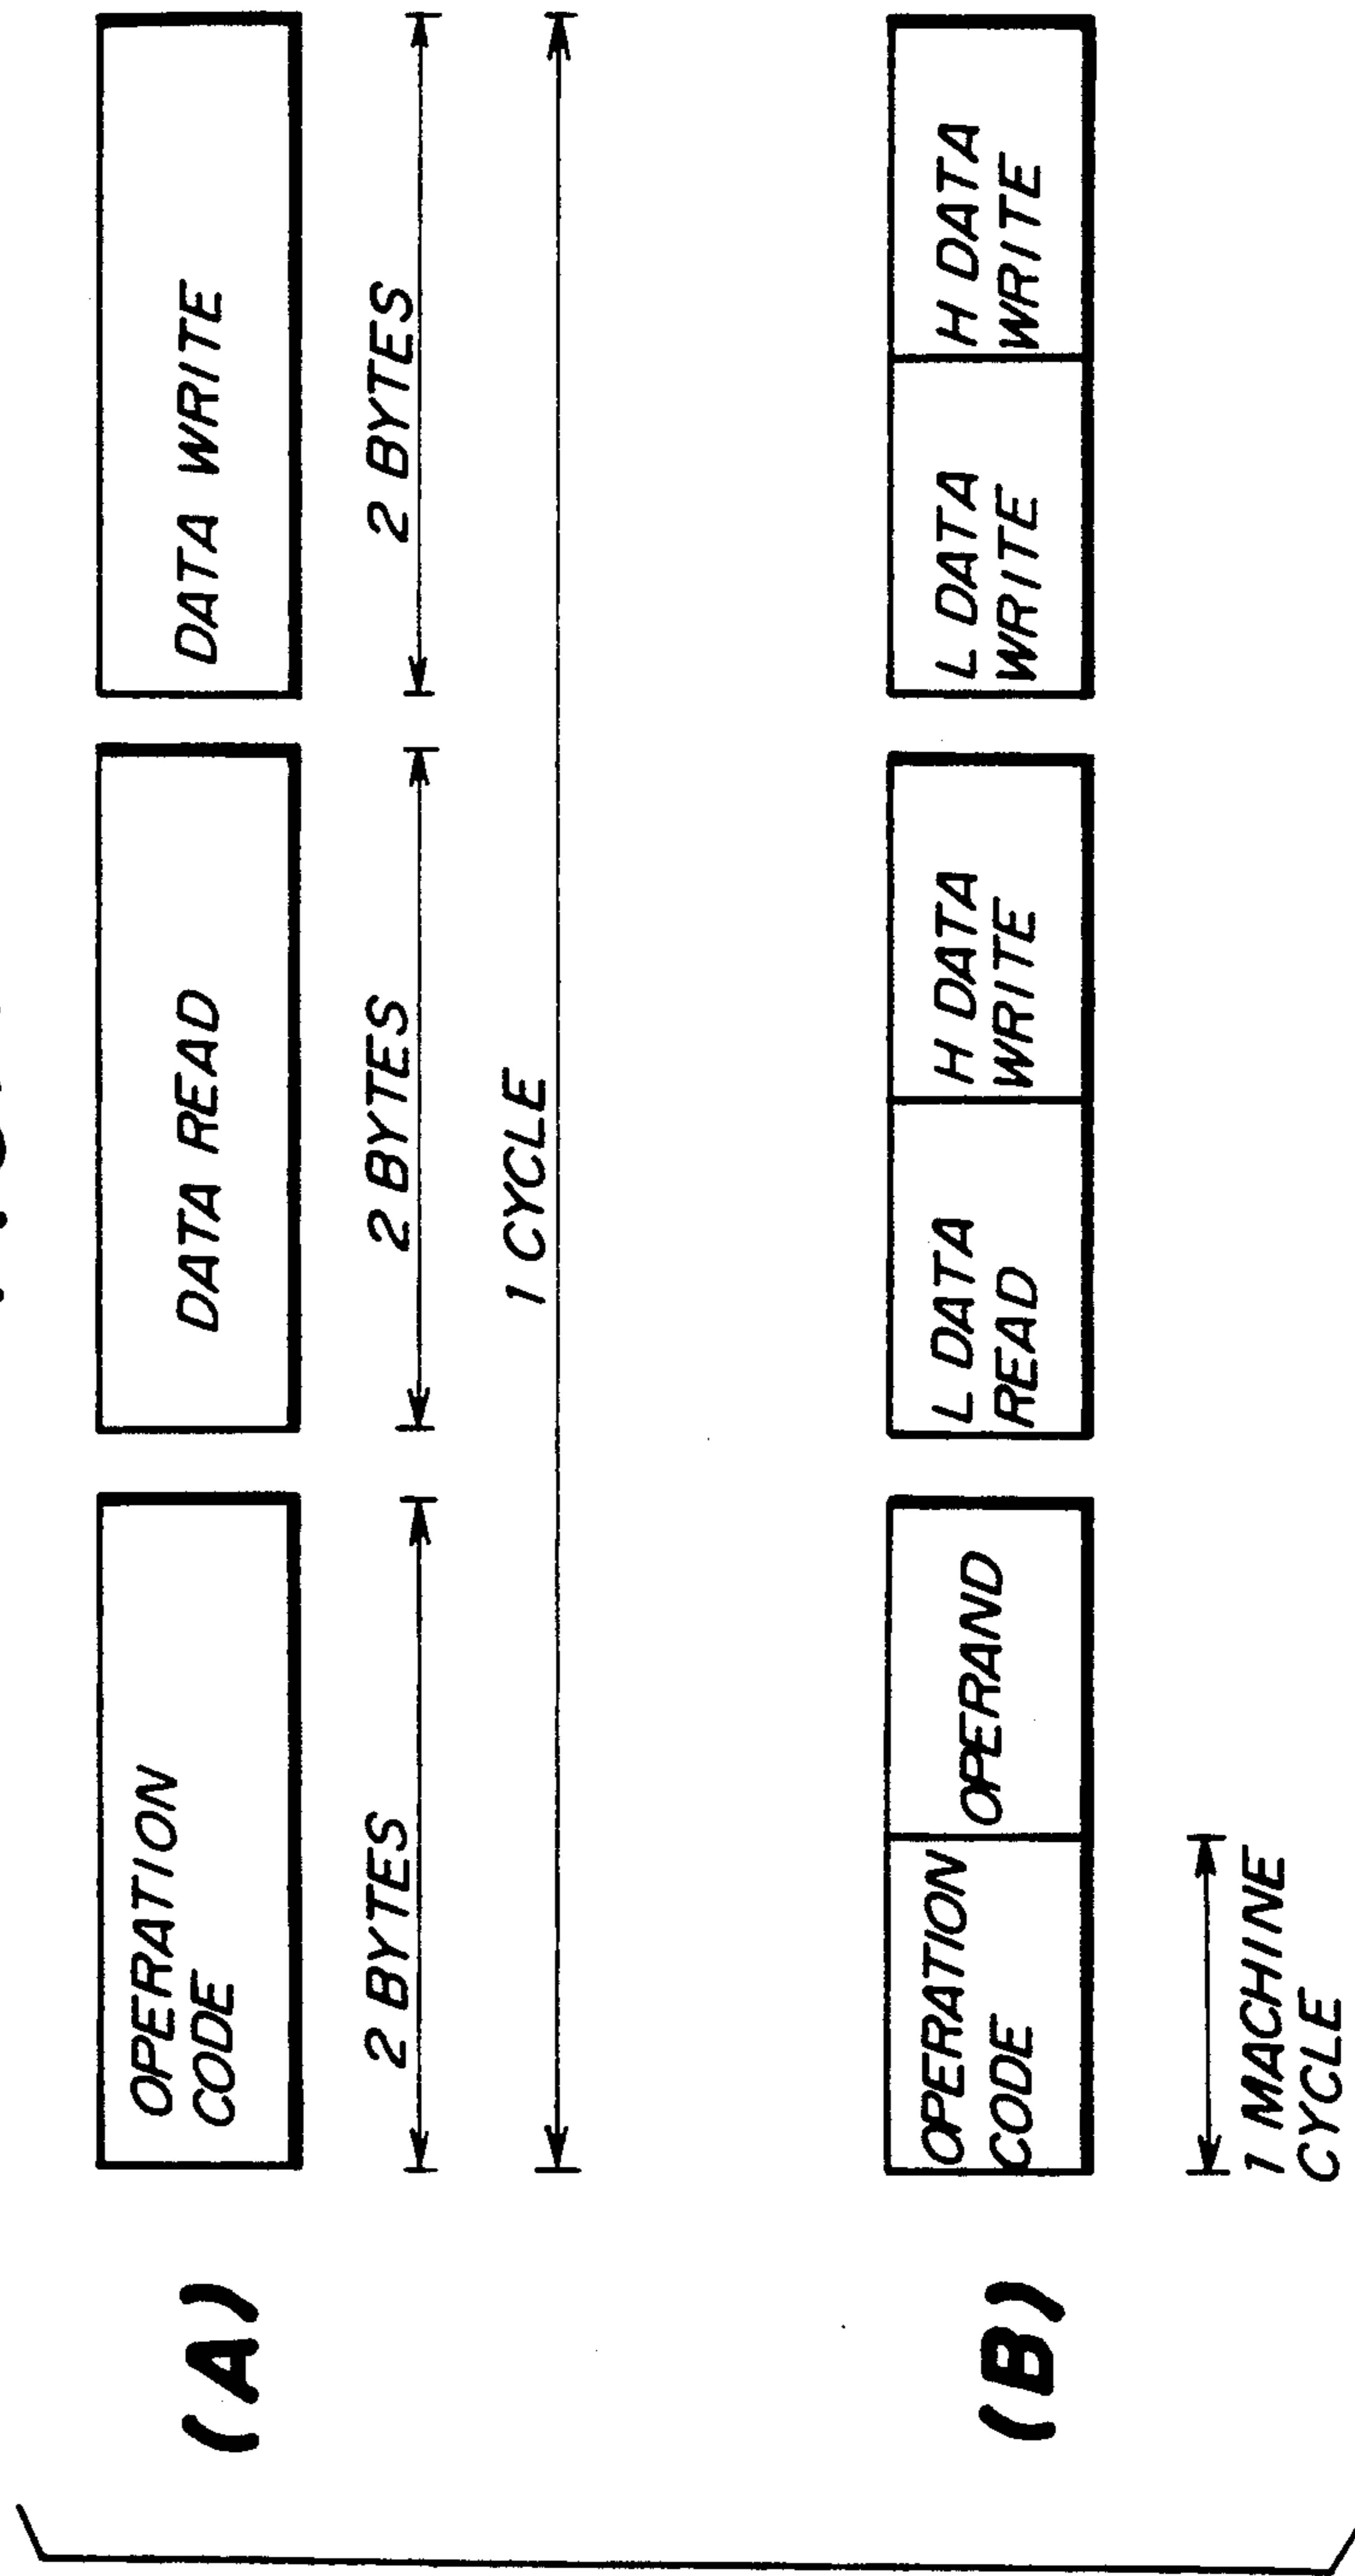 (A)
OPERATION
CODE
DATA READ
DATA WRITE
2 BYTES
2 BYTES
2 BYTES
1 CYCLE
(B)
OPERATION
CODE
OPERAND
L DATA
READ
H DATA
WRITE
L DATA
WRITE
H DATA
WRITE
1 MACHINE
CYCLE